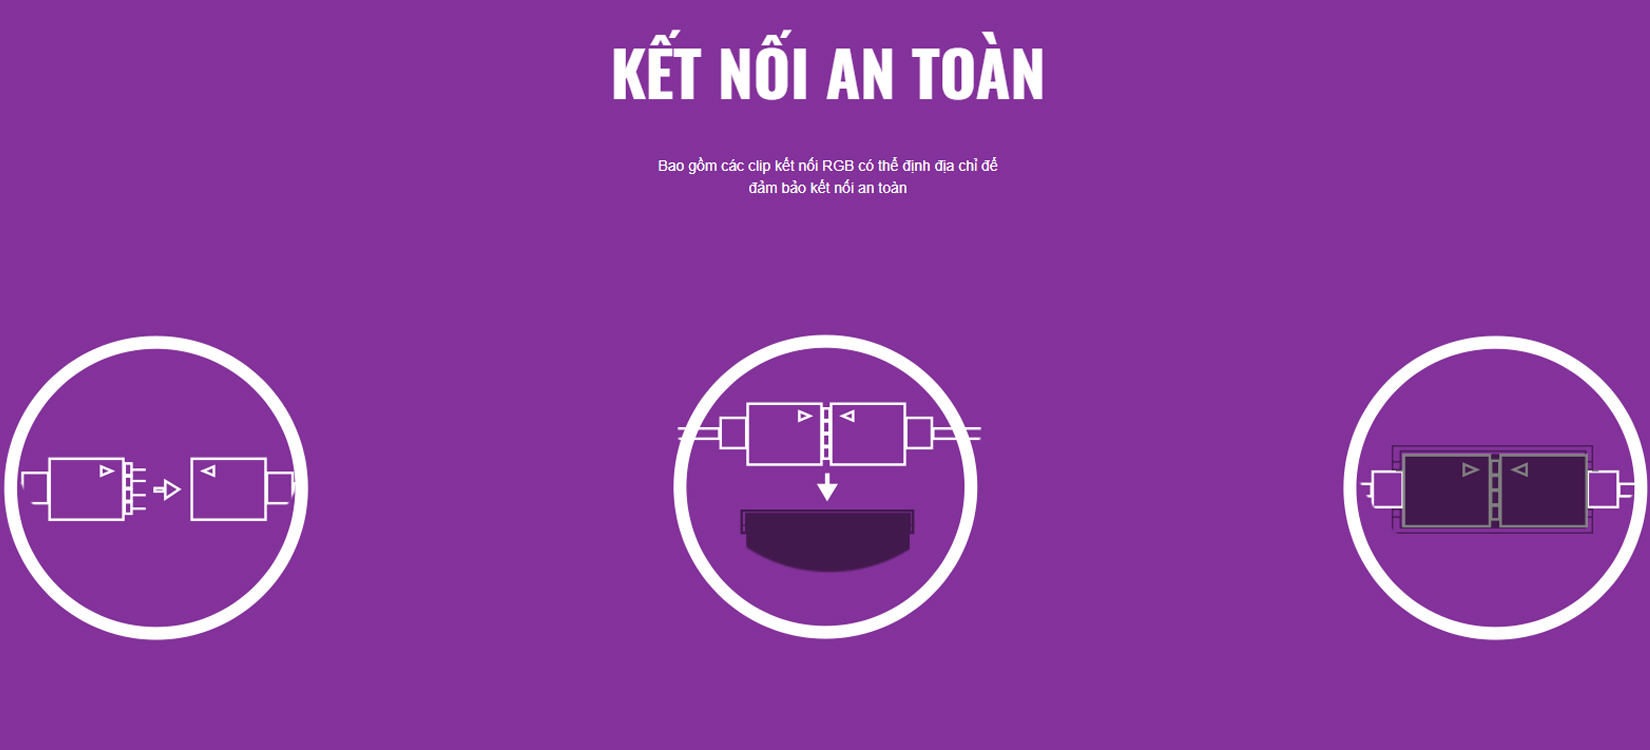 KẾT NỐI AN TOÀN
Bao gồm các clip kết nối RGB có thể định địa chỉ để
đảm bảo kết nối an toàn